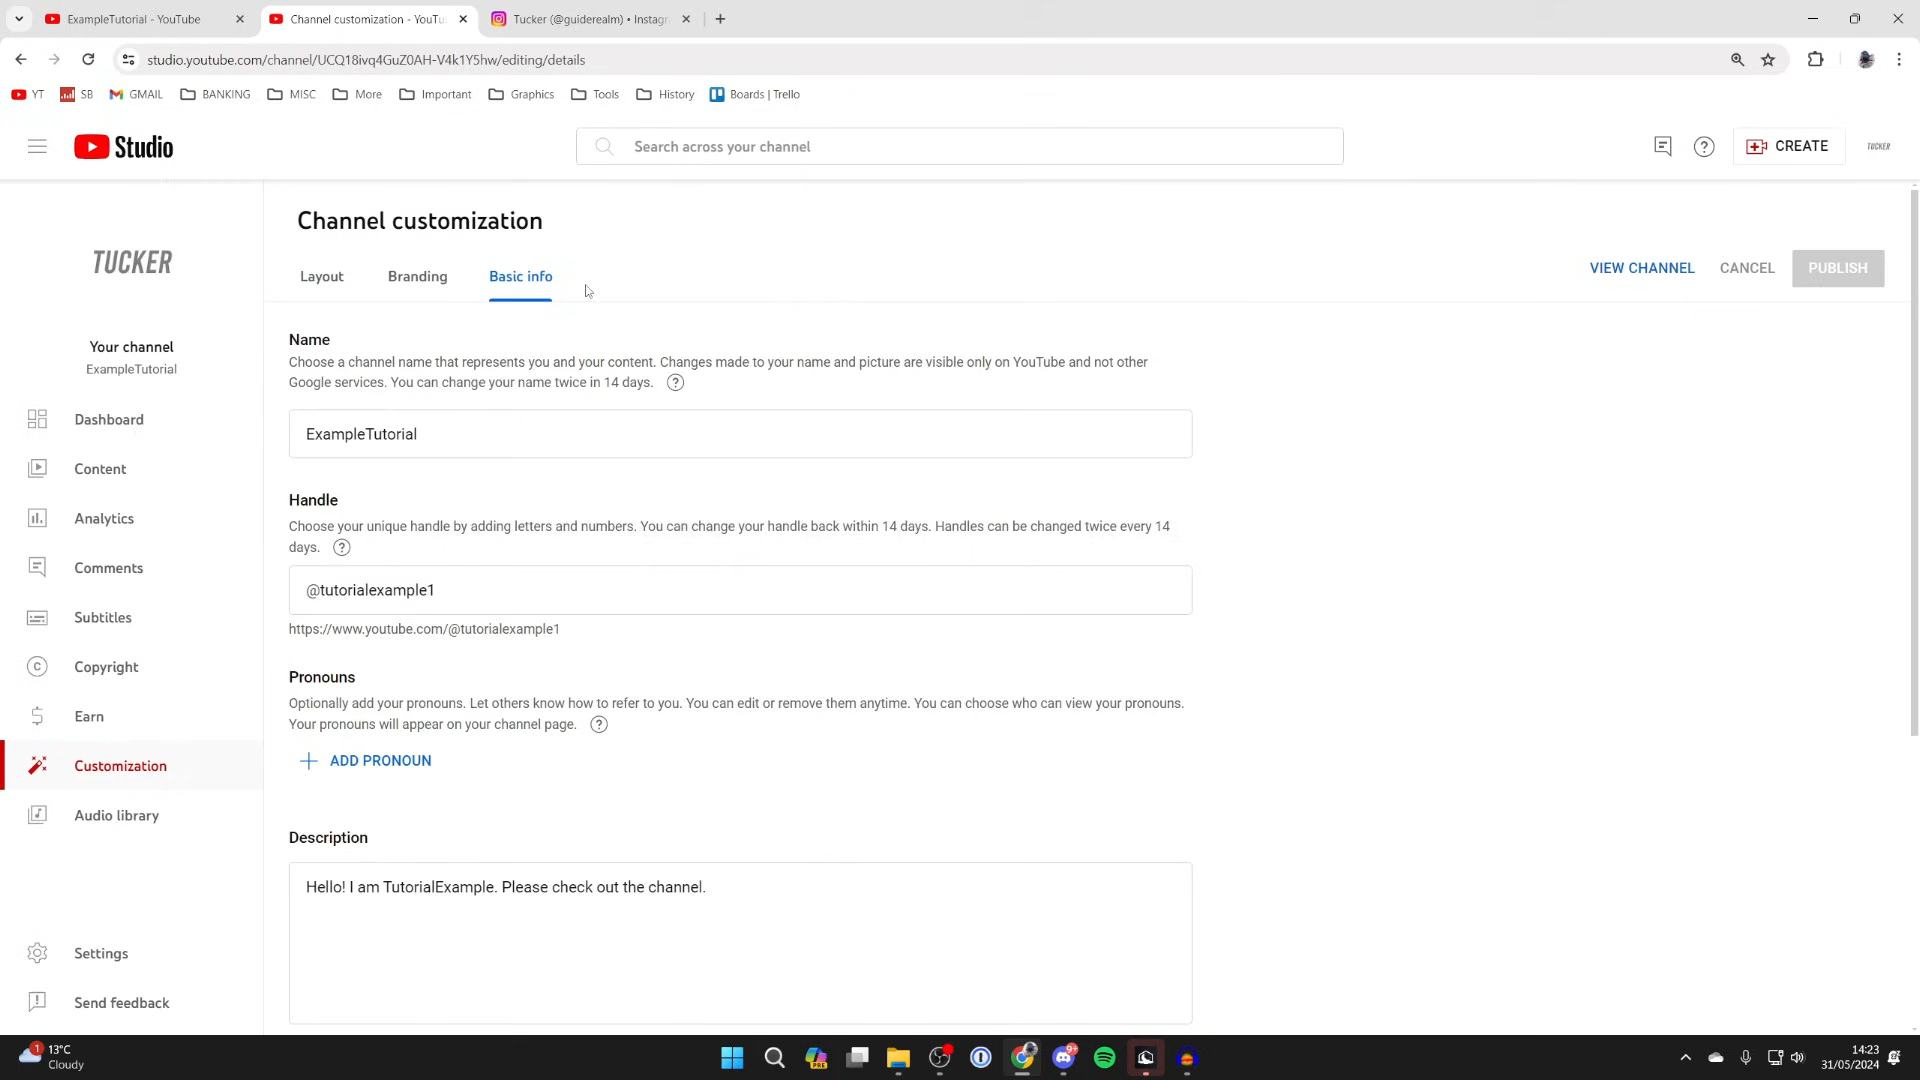 ExampleTutorial - YouTube
Channel customization - YouTu
Tucker (@guiderealm) • Instagr
studio.youtube.com/channel/UCQ18ivq4GuZ0AH-V4k1Y5hw/editing/details
YT
SB
GMAIL
BANKING
MISC
More
Important
Graphics
Tools
History
Boards | Trello
Studio
Search across your channel
CREATE
TUCKER
TUCKER
Your channel
ExampleTutorial
Dashboard
Content
Analytics
Comments
Subtitles
Copyright
Earn
Customization
Audio library
Settings
Send feedback
Channel customization
Layout
Branding
Basic info
VIEW CHANNEL
CANCEL
PUBLISH
Name
Choose a channel name that represents you and your content. Changes made to your name and picture are visible only on YouTube and not other
Google services. You can change your name twice in 14 days.
ExampleTutorial
Handle
Choose your unique handle by adding letters and numbers. You can change your handle back within 14 days. Handles can be changed twice every 14
days.
@tutorialexample1
https://www.youtube.com/@tutorialexample1
Pronouns
Optionally add your pronouns. Let others know how to refer to you. You can edit or remove them anytime. You can choose who can view your pronouns.
Your pronouns will appear on your channel page.
ADD PRONOUN
Description
Hello! I am TutorialExample. Please check out the channel.
1
13°C
Cloudy
PRE
9+
14:23
31/05/2024